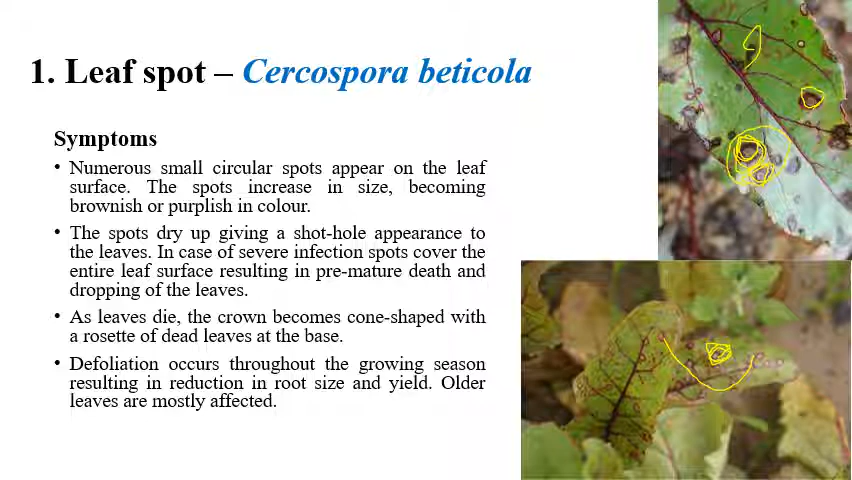 1. Leaf spot – Cercospora beticola
Symptoms
• Numerous small circular spots appear on the leaf
surface. The spots increase in size, becoming
brownish or purplish in colour.
• The spots dry up giving a shot-hole appearance to
the leaves. In case of severe infection spots cover the
entire leaf surface resulting in pre-mature death and
dropping of the leaves.
• As leaves die, the crown becomes cone-shaped with
a rosette of dead leaves at the base.
• Defoliation occurs throughout the growing season
resulting in reduction in root size and yield. Older
leaves are mostly affected.